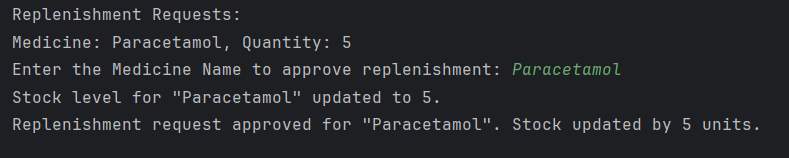 Replenishment Requests:
Medicine: Paracetamol, Quantity: 5
Enter the Medicine Name to approve replenishment: Paracetamol
Stock level for "Paracetamol" updated to 5.
Replenishment request approved for "Paracetamol". Stock updated by 5 units.